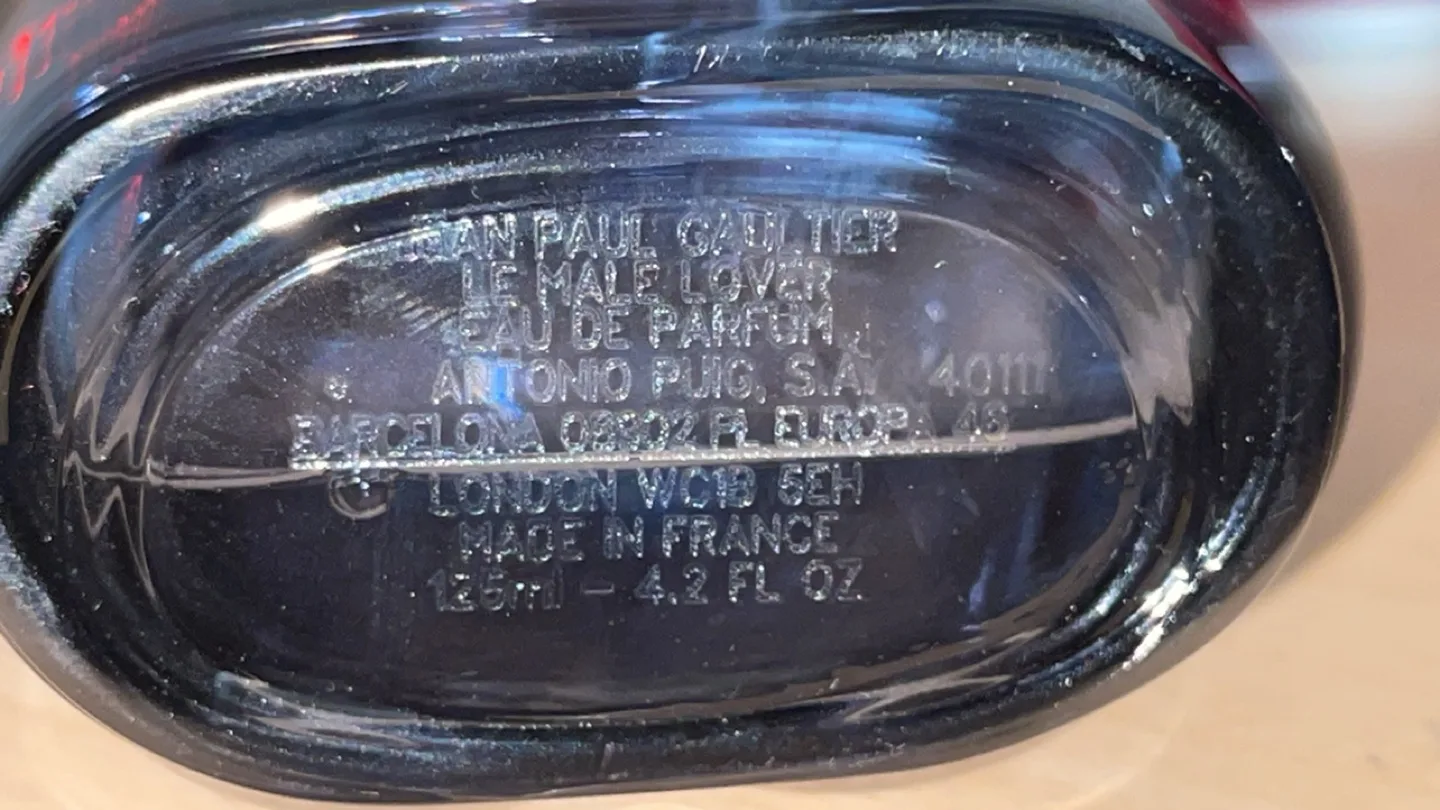 JEAN PAUL GAULTIER
LE MALE LOVER
EAU DE PARFUM
ANTONIO PUIG, S.A. 40111
BARCELONA 08902 PL EUROPA 46
LONDON WC1B 5EH
MADE IN FRANCE
125ml - 4.2 FL OZ